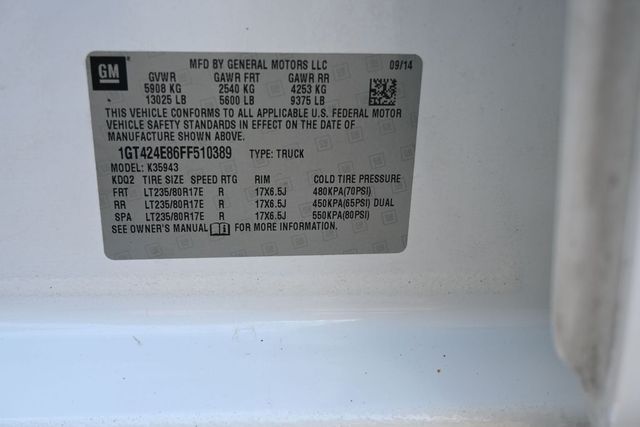 GM
MFD BY GENERAL MOTORS LLC 09/14
GVWR GAWR FRT GAWR RR
5908 KG 2540 KG 4253 KG
13025 LB 5600 LB 9375 LB
THIS VEHICLE CONFORMS TO ALL APPLICABLE U.S. FEDERAL MOTOR
VEHICLE SAFETY STANDARDS IN EFFECT ON THE DATE OF
MANUFACTURE SHOWN ABOVE.
1GT424E86FF510389 TYPE: TRUCK
MODEL: K35943
KDQ2 TIRE SIZE SPEED RTG RIM COLD TIRE PRESSURE
FRT LT235/80R17E R 17X6.5J 480KPA(70PSI)
RR LT235/80R17E R 17X6.5J 450KPA(65PSI) DUAL
SPA LT235/80R17E R 17X6.5J 550KPA(80PSI)
SEE OWNER'S MANUAL FOR MORE INFORMATION.